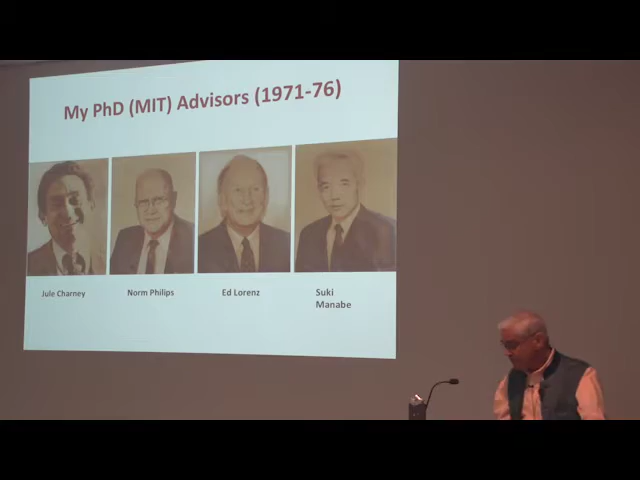 My PhD (MIT) Advisors (1971-76)
Jule Charney
Norm Philips
Ed Lorenz
Suki
Manabe